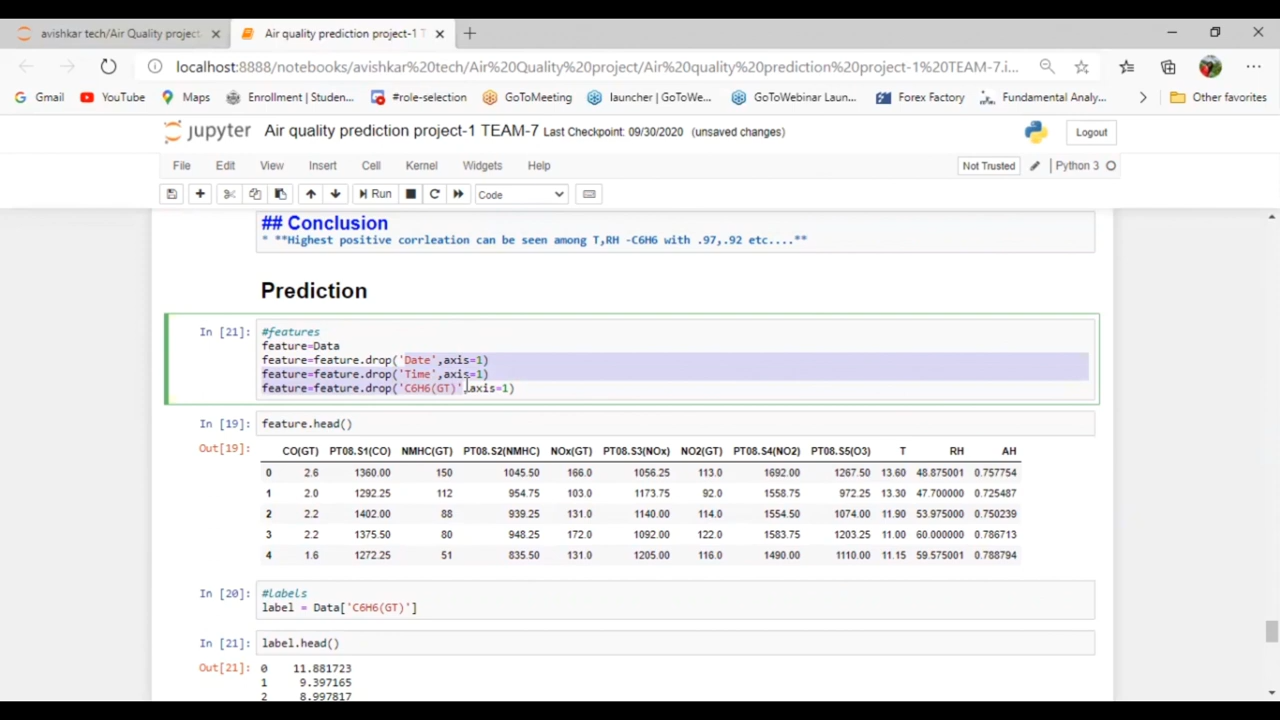 avishkar tech/Air Quality project
Air quality prediction project-1 T
localhost:8888/notebooks/avishkar%20tech/Air%20Quality%20project/Air%20quality%20prediction%20project-1%20TEAM-7.i...
Gmail YouTube Maps Enrollment | Studen... #role-selection GoToMeeting launcher | GoToWe... GoToWebinar Laun... Forex Factory Fundamental Analy... Other favorites
jupyter Air quality prediction project-1 TEAM-7 Last Checkpoint: 09/30/2020 (unsaved changes) Logout
File Edit View Insert Cell Kernel Widgets Help Not Trusted Python 3
Run Code
## Conclusion
* **Highest positive corrleation can be seen among T,RH -C6H6 with .97,.92 etc....**
Prediction
In [21]: #features
feature=Data
feature=feature.drop('Date',axis=1)
feature=feature.drop('Time',axis=1)
feature=feature.drop('C6H6(GT)',axis=1)
In [19]: feature.head()
Out[19]: CO(GT) PT08.S1(CO) NMHC(GT) PT08.S2(NMHC) NOx(GT) PT08.S3(NOx) NO2(GT) PT08.S4(NO2) PT08.S5(O3) T RH AH
0 2.6 1360.00 150 1045.50 166.0 1056.25 113.0 1692.00 1267.50 13.60 48.875001 0.757754
1 2.0 1292.25 112 954.75 103.0 1173.75 92.0 1558.75 972.25 13.30 47.700000 0.725487
2 2.2 1402.00 88 939.25 131.0 1140.00 114.0 1554.50 1074.00 11.90 53.975000 0.750239
3 2.2 1375.50 80 948.25 172.0 1092.00 122.0 1583.75 1203.25 11.00 60.000000 0.786713
4 1.6 1272.25 51 835.50 131.0 1205.00 116.0 1490.00 1110.00 11.15 59.575001 0.788794
In [20]: #labels
label = Data['C6H6(GT)']
In [21]: label.head()
Out[21]: 0 11.881723
1 9.397165
2 8.997817